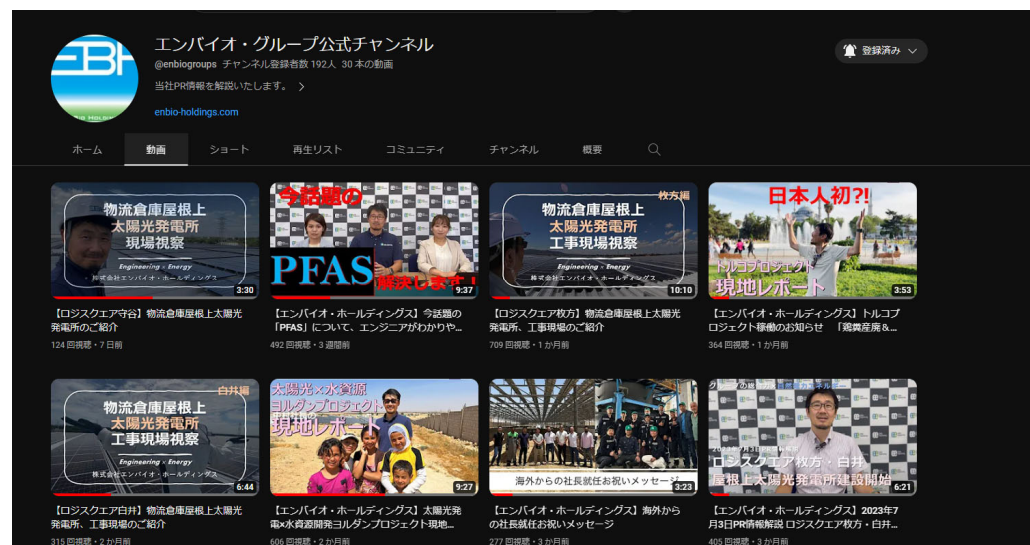 エンバイオ・グループ公式チャンネル
@enbiogroups チャンネル登録者数 192人 30 本の動画
当社PR情報を解説いたします。
enbio-holdings.com
登録済み
ホーム 動画 ショート 再生リスト コミュニティ チャンネル 概要
物流倉庫屋根上
太陽光発電所
現場視察
Engineering × Energy
株式会社エンバイオ・ホールディングス
3:30
今話題の
PFAS
解決します!
9:37
枚方編
物流倉庫屋根上
太陽光発電所
工事現場視察
Engineering × Energy
株式会社エンバイオ・ホールディングス
10:10
日本人初?!
トルコプロジェクト
現地レポート
3:53
【ロジスクエア守谷】物流倉庫屋根上太陽光
発電所のご紹介
124 回視聴・7 日前
【エンバイオ・ホールディングス】今話題の
「PFAS」について、エンジニアがわかりや...
492 回視聴・3 週間前
【ロジスクエア枚方】物流倉庫屋根上太陽光
発電所、工事現場のご紹介
709 回視聴・1 か月前
【エンバイオ・ホールディングス】トルコプ
ロジェクト稼働のお知らせ 「鶏糞産廃＆...
364 回視聴・1 か月前
白井編
物流倉庫屋根上
太陽光発電所
工事現場視察
Engineering × Energy
株式会社エンバイオ・ホールディングス
6:44
太陽光×水資源
ヨルダンプロジェクト
現地レポート
9:27
海外からの社長就任お祝いメッセージ
3:23
2023年7月3日PR情報解説
ロジスクエア枚方・白井
屋根上太陽光発電所建設開始
6:21
【ロジスクエア白井】物流倉庫屋根上太陽光
発電所、工事現場のご紹介
315 回視聴・2 か月前
【エンバイオ・ホールディングス】太陽光発
電×水資源開発ヨルダンプロジェクト現地...
606 回視聴・2 か月前
【エンバイオ・ホールディングス】海外から
の社長就任お祝いメッセージ
277 回視聴・3 か月前
【エンバイオ・ホールディングス】2023年7
月3日PR情報解説 ロジスクエア枚方・白井...
405 回視聴・3 か月前